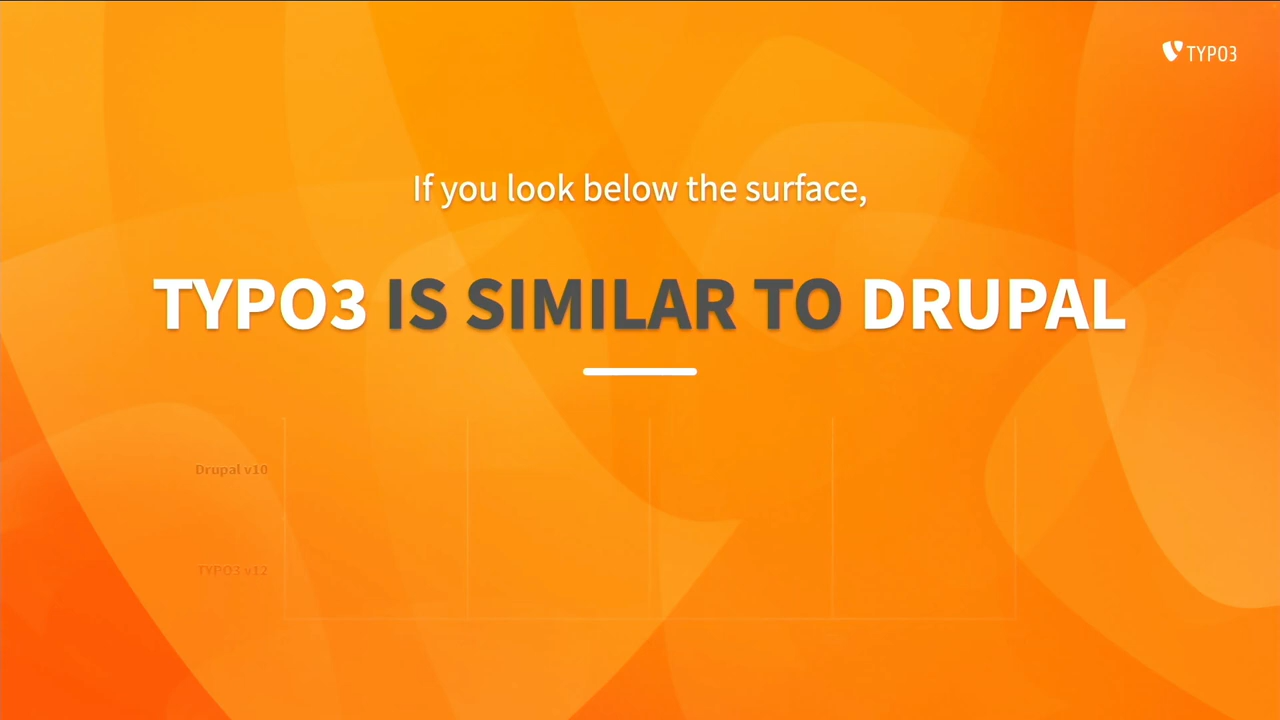 TYPO3
If you look below the surface,
TYPO3 IS SIMILAR TO DRUPAL
Drupal v10
TYPO3 v12